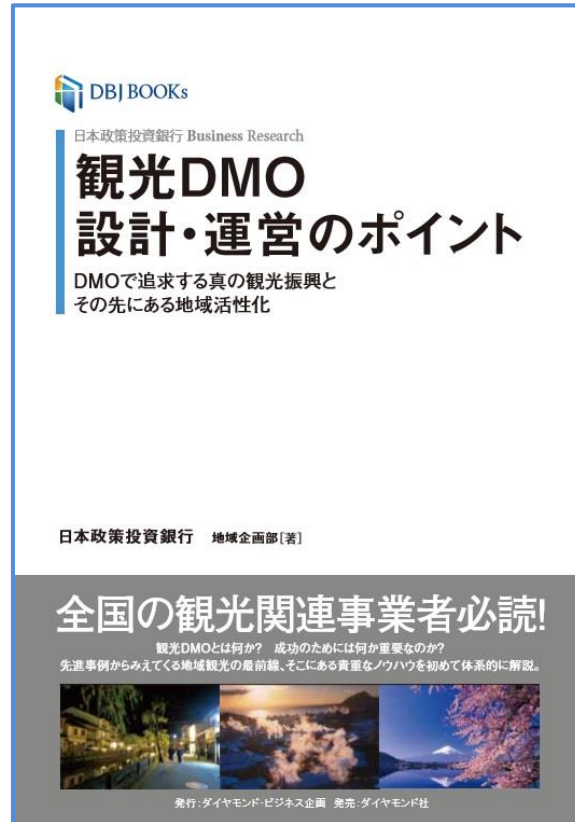 DBJ BOOKs
日本政策投資銀行 Business Research
観光DMO
設計・運営のポイント
DMOで追求する真の観光振興と
その先にある地域活性化
日本政策投資銀行 地域企画部[著]
全国の観光関連事業者必読!
観光DMOとは何か? 成功のためには何が重要なのか?
先進事例からみえてくる地域観光の最前線、そこにある貴重なノウハウを初めて体系的に解説。
発行:ダイヤモンド・ビジネス企画 発売:ダイヤモンド社